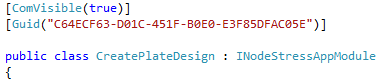 [ComVisible(true)]
[Guid("C64ECF63-D01C-451F-B0E0-E3F85DFAC05E")]
public class CreatePlateDesign : INodeStressAppModule
{